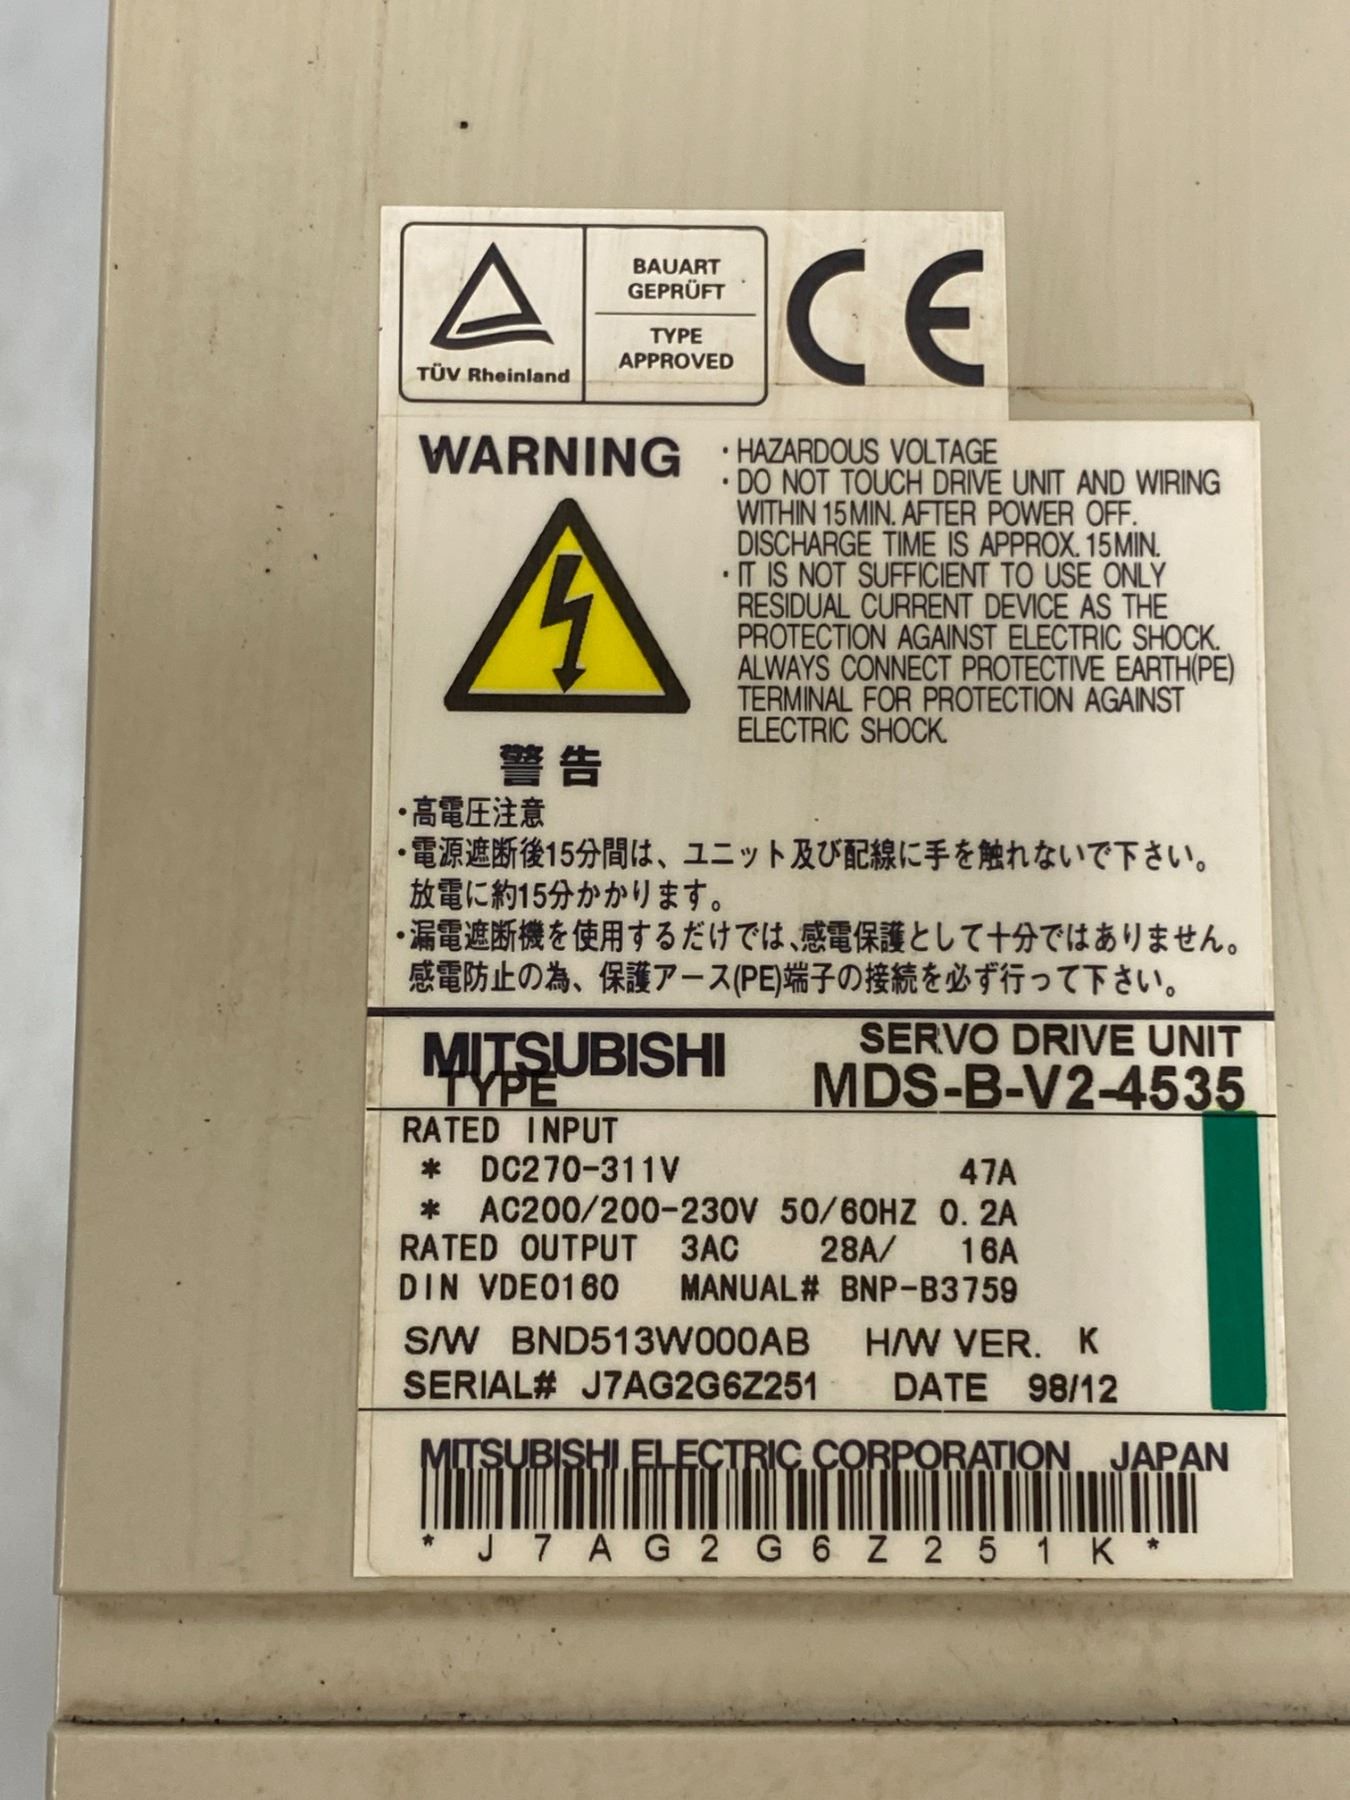 BAUART
GEPRÜFT
TYPE
APPROVED
TÜV Rheinland
CE
WARNING
・HAZARDOUS VOLTAGE
・DO NOT TOUCH DRIVE UNIT AND WIRING
WITHIN 15MIN. AFTER POWER OFF.
DISCHARGE TIME IS APPROX. 15MIN.
・IT IS NOT SUFFICIENT TO USE ONLY
RESIDUAL CURRENT DEVICE AS THE
PROTECTION AGAINST ELECTRIC SHOCK.
ALWAYS CONNECT PROTECTIVE EARTH(PE)
TERMINAL FOR PROTECTION AGAINST
ELECTRIC SHOCK.
警告
・高電圧注意
・電源遮断後15分間は、ユニット及び配線に手を触れないで下さい。
放電に約15分かかります。
・漏電遮断機を使用するだけでは、感電保護として十分ではありません。
感電防止の為、保護アース(PE)端子の接続を必ず行って下さい。
MITSUBISHI SERVO DRIVE UNIT
TYPE MDS-B-V2-4535
RATED INPUT
* DC270-311V 47A
* AC200/200-230V 50/60HZ 0.2A
RATED OUTPUT 3AC 28A/ 16A
DIN VDE0160 MANUAL# BNP-B3759
S/W BND513W000AB H/W VER. K
SERIAL# J7AG2G6Z251 DATE 98/12
MITSUBISHI ELECTRIC CORPORATION JAPAN
*J7AG2G6Z251K*